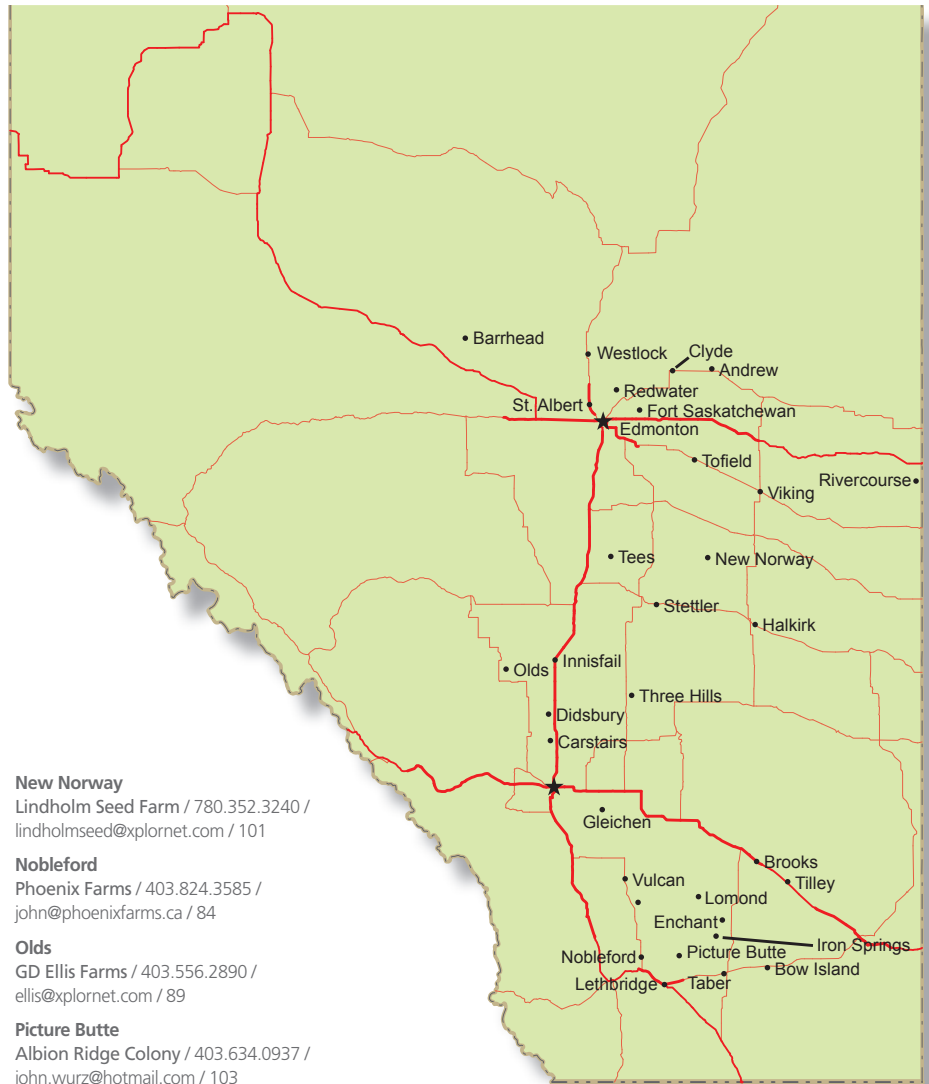 Barrhead
Westlock
Clyde
Andrew
Redwater
St. Albert
Fort Saskatchewan
Edmonton
Tofield
Rivercourse
Viking
Tees
New Norway
Stettler
Halkirk
Innisfail
Olds
Three Hills
Didsbury
Carstairs
Gleichen
Brooks
Tilley
Vulcan
Lomond
Enchant
Iron Springs
Nobleford
Picture Butte
Bow Island
Lethbridge
Taber
New Norway
Lindholm Seed Farm / 780.352.3240 /
lindholmseed@xplornet.com / 101
Nobleford
Phoenix Farms / 403.824.3585 /
john@phoenixfarms.ca / 84
Olds
GD Ellis Farms / 403.556.2890 /
ellis@xplornet.com / 89
Picture Butte
Albion Ridge Colony / 403.634.0937 /
john.wurz@hotmail.com / 103